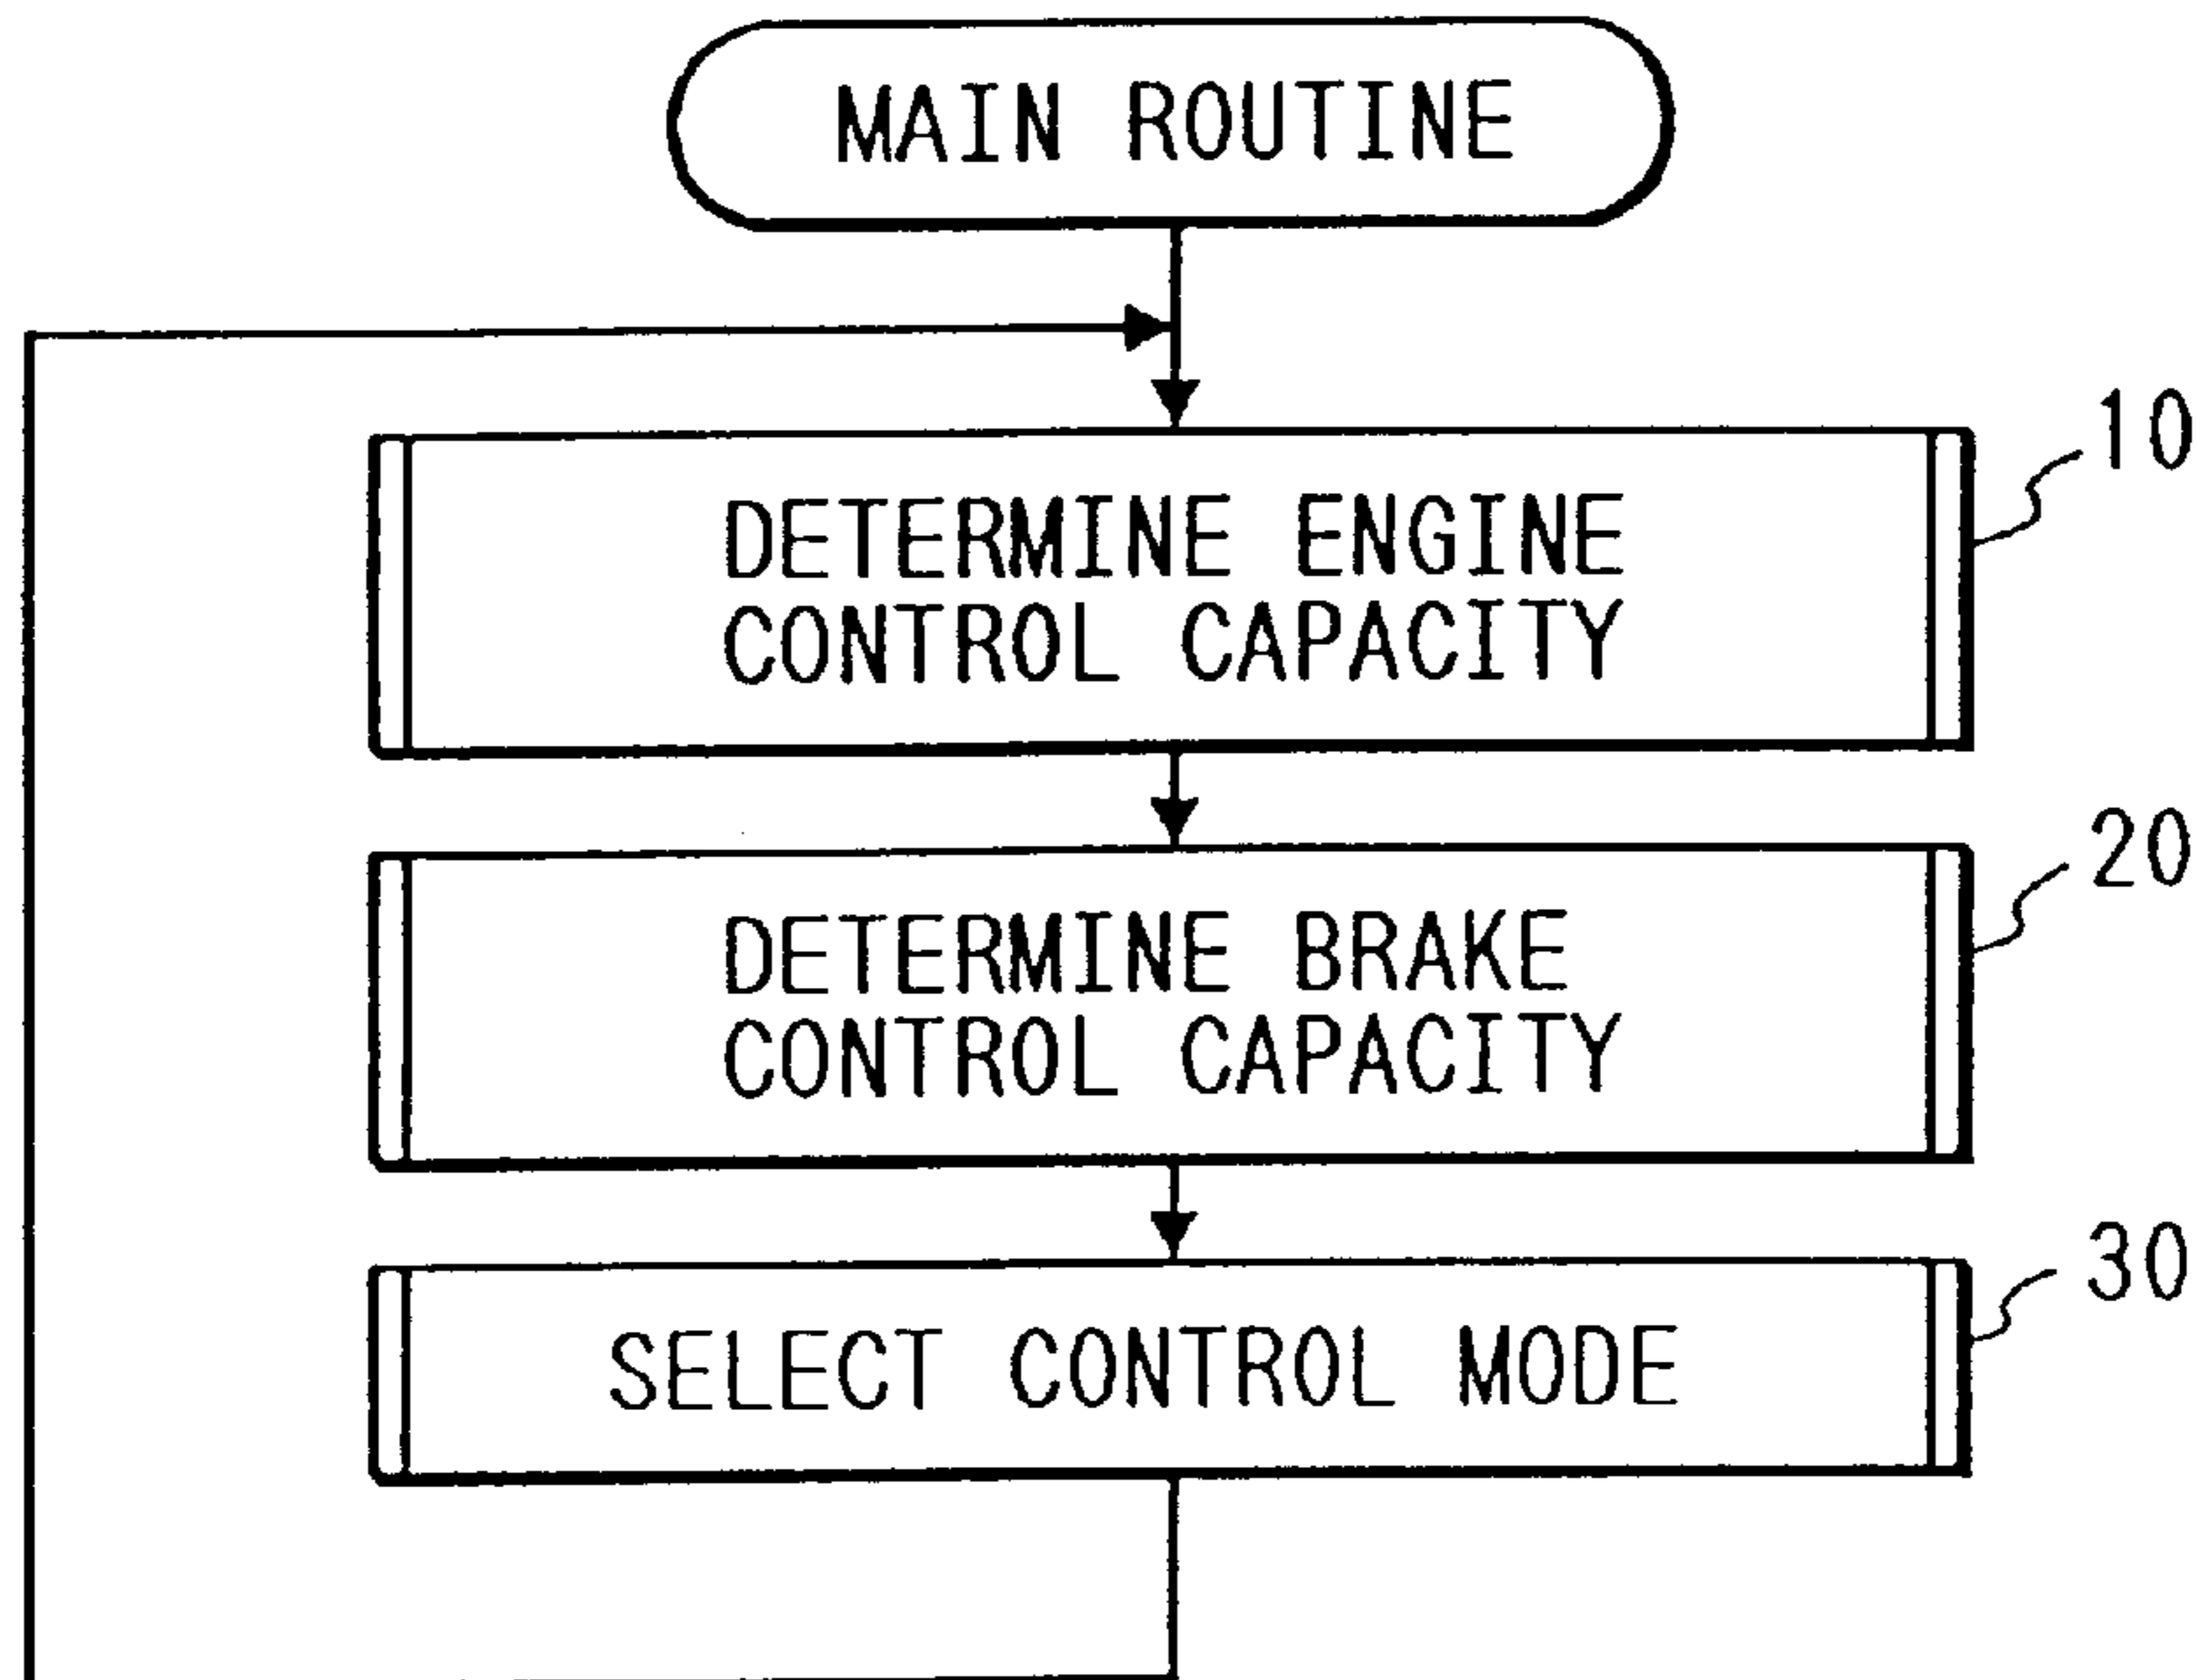 MAIN ROUTINE
10
DETERMINE ENGINE
CONTROL CAPACITY
20
DETERMINE BRAKE
CONTROL CAPACITY
30
SELECT CONTROL MODE